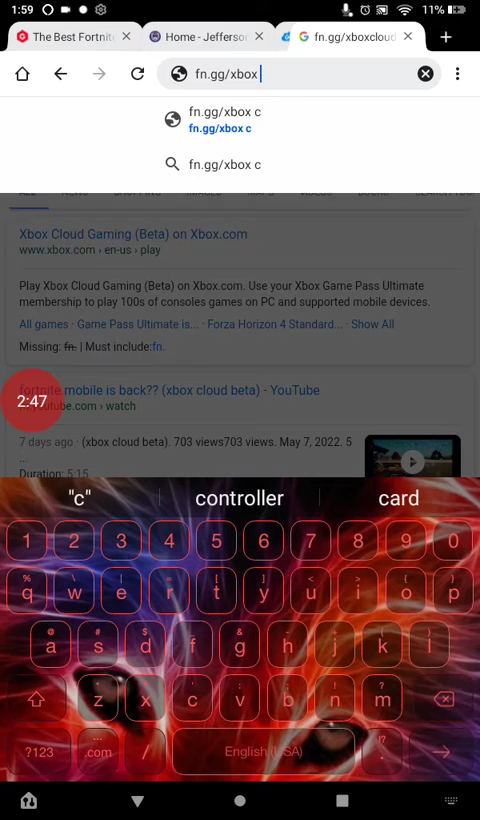 1:59
11%
The Best Fortnit
Home - Jefferson
fn.gg/xboxcloud
fn.gg/xbox
fn.gg/xbox c
fn.gg/xbox c
fn.gg/xbox c
Xbox Cloud Gaming (Beta) on Xbox.com
www.xbox.com › en-us › play
Play Xbox Cloud Gaming (Beta) on Xbox.com. Use your Xbox Game Pass Ultimate
membership to play 100s of consoles games on PC and supported mobile devices.
All games · Game Pass Ultimate is... · Forza Horizon 4 Standard... · Show All
Missing: fn. | Must include:fn.
fortnite mobile is back?? (xbox cloud beta) - YouTube
.youtube.com › watch
2:47
7 days ago · (xbox cloud beta). 703 views703 views. May 7, 2022. 5
...
Duration: 5:15
"c" controller card
1 2 3 4 5 6 7 8 9 0
% \ | = [ ] < > { }
q w e r t y u i o p
@ # $ & - + ( )
a s d f g h j k l
* " ' : ; ! ?
z x c v b n m
... !?
?123 .com / English (USA) .